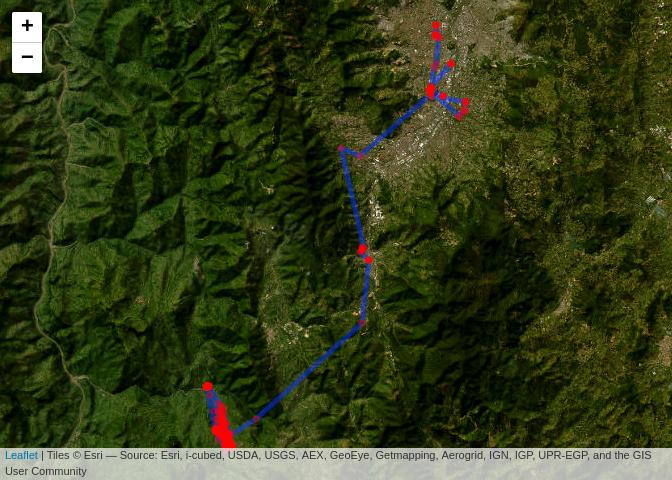 +
−
Leaflet | Tiles © Esri — Source: Esri, i-cubed, USDA, USGS, AEX, GeoEye, Getmapping, Aerogrid, IGN, IGP, UPR-EGP, and the GIS
User Community